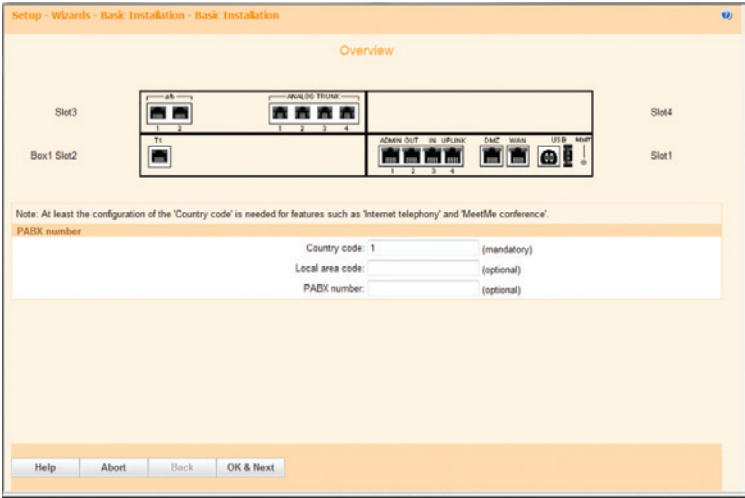 Setup - Wizards - Basic Installation - Basic Installation
Overview
Slot3
a/b
1 2
ANALOG TRUNK
1 2 3 4
Slot4
Box1 Slot2
T1
ADMIN OUT IN UPLINK
1 2 3 4
DMZ WAN USB MMC
Slot1
Note: At least the configuration of the 'Country code' is needed for features such as 'Internet telephony' and 'MeetMe conference'.
PABX number
Country code: 1 (mandatory)
Local area code: (optional)
PABX number: (optional)
Help Abort Back OK & Next